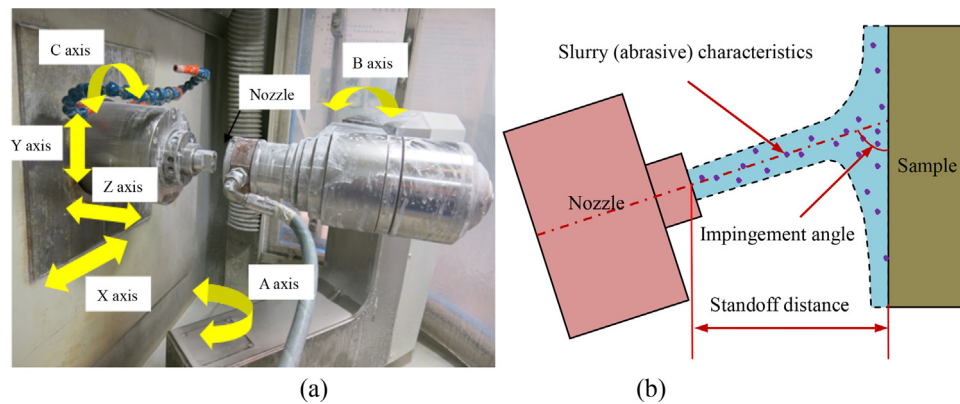 C axis
B axis
Nozzle
Y axis
Z axis
X axis
A axis
(a)
Slurry (abrasive) characteristics
Nozzle
Sample
Impingement angle
Standoff distance
(b)